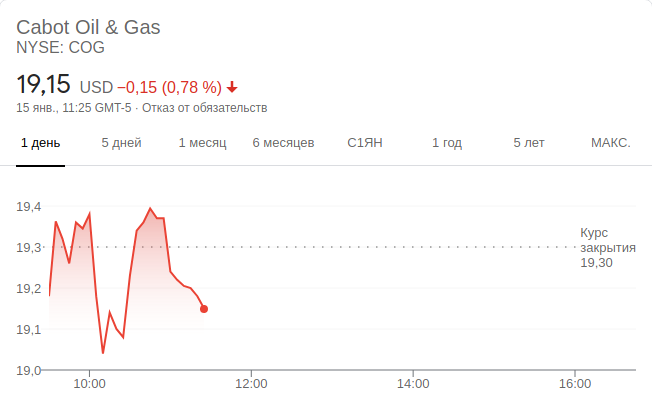 Cabot Oil & Gas
NYSE: COG
19,15 USD −0,15 (0,78 %)
15 янв., 11:25 GMT-5 · Отказ от обязательств
1 день 5 дней 1 месяц 6 месяцев С1ЯН 1 год 5 лет МАКС.
19,4
Курс
19,3 закрытия
19,30
19,2
19,1
19,0
10:00 12:00 14:00 16:00